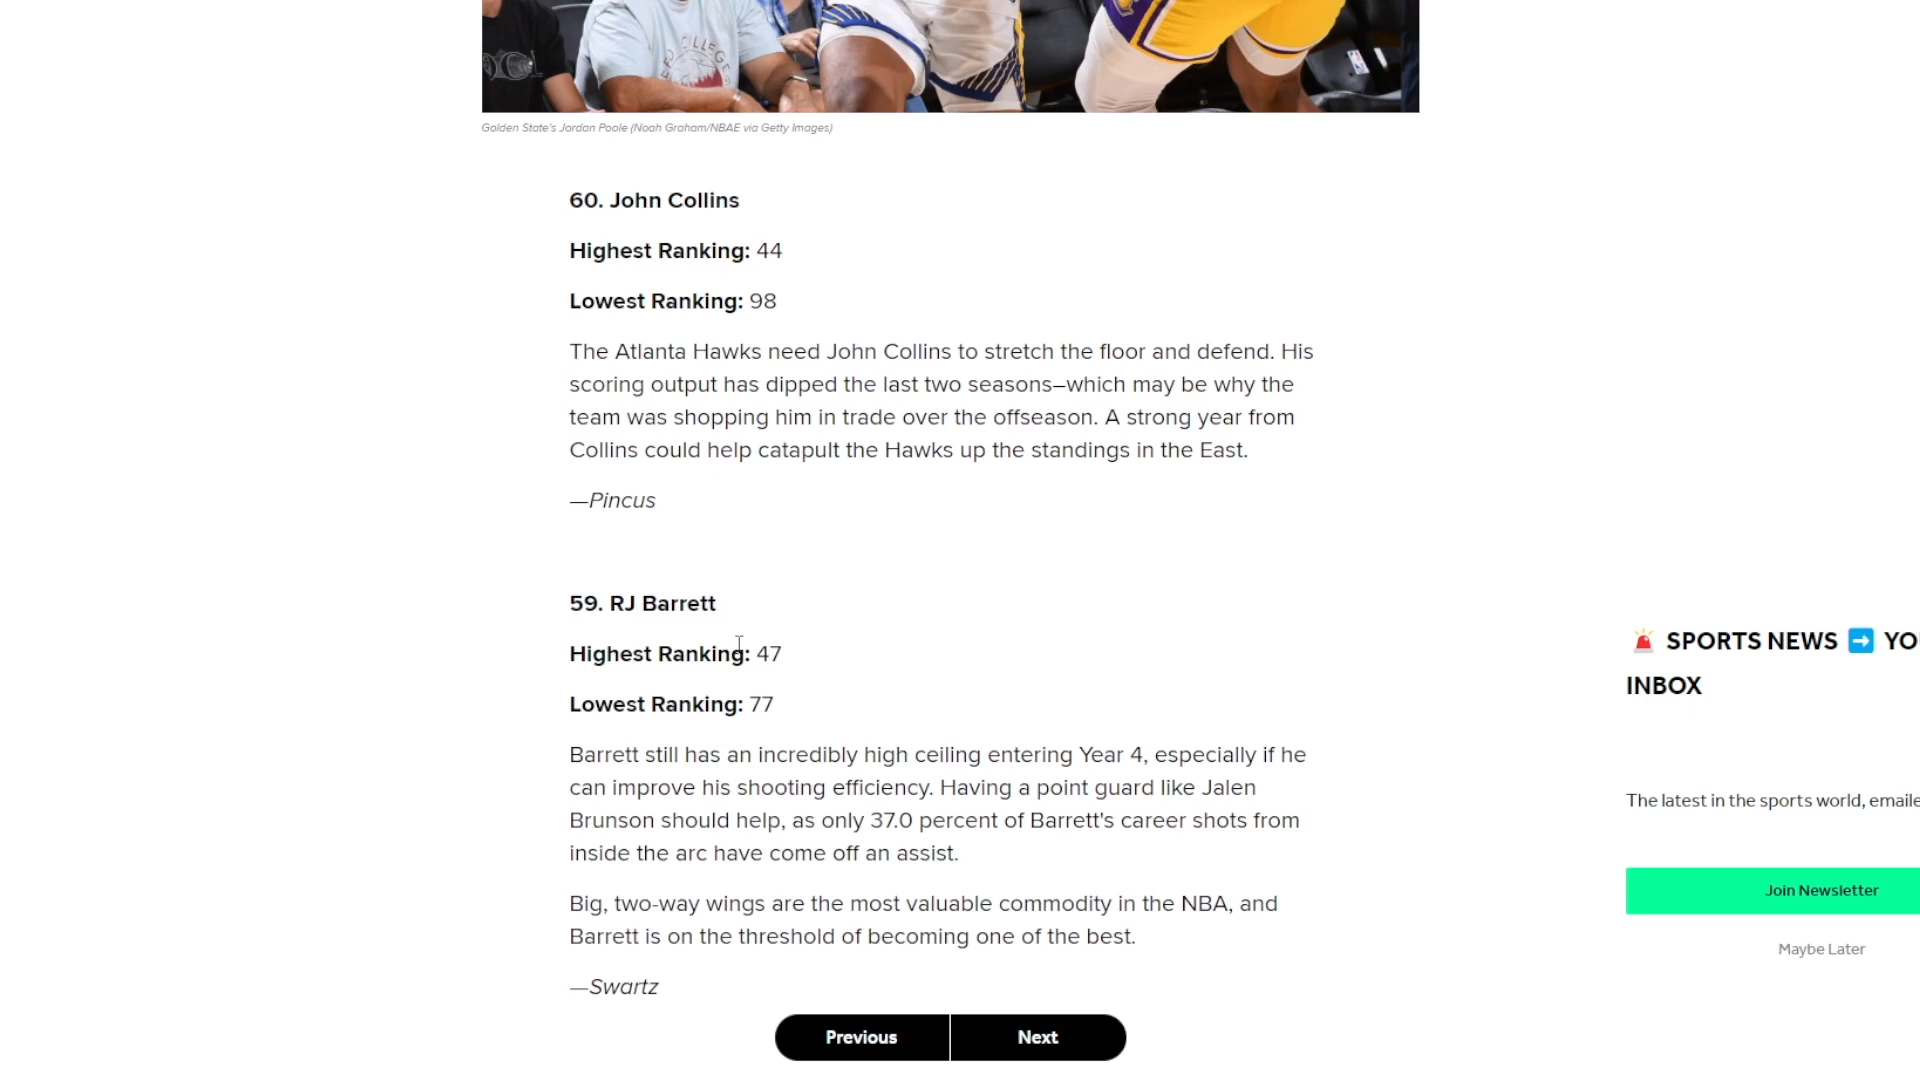 COLLEGE
Golden State's Jordan Poole (Noah Graham/NBAE via Getty Images)
60. John Collins
Highest Ranking: 44
Lowest Ranking: 98
The Atlanta Hawks need John Collins to stretch the floor and defend. His
scoring output has dipped the last two seasons–which may be why the
team was shopping him in trade over the offseason. A strong year from
Collins could help catapult the Hawks up the standings in the East.
—Pincus
59. RJ Barrett
Highest Ranking: 47
Lowest Ranking: 77
Barrett still has an incredibly high ceiling entering Year 4, especially if he
can improve his shooting efficiency. Having a point guard like Jalen
Brunson should help, as only 37.0 percent of Barrett's career shots from
inside the arc have come off an assist.
Big, two-way wings are the most valuable commodity in the NBA, and
Barrett is on the threshold of becoming one of the best.
—Swartz
Previous Next
🚨 SPORTS NEWS ➡️ YO
INBOX
The latest in the sports world, emaile
Join Newsletter
Maybe Later